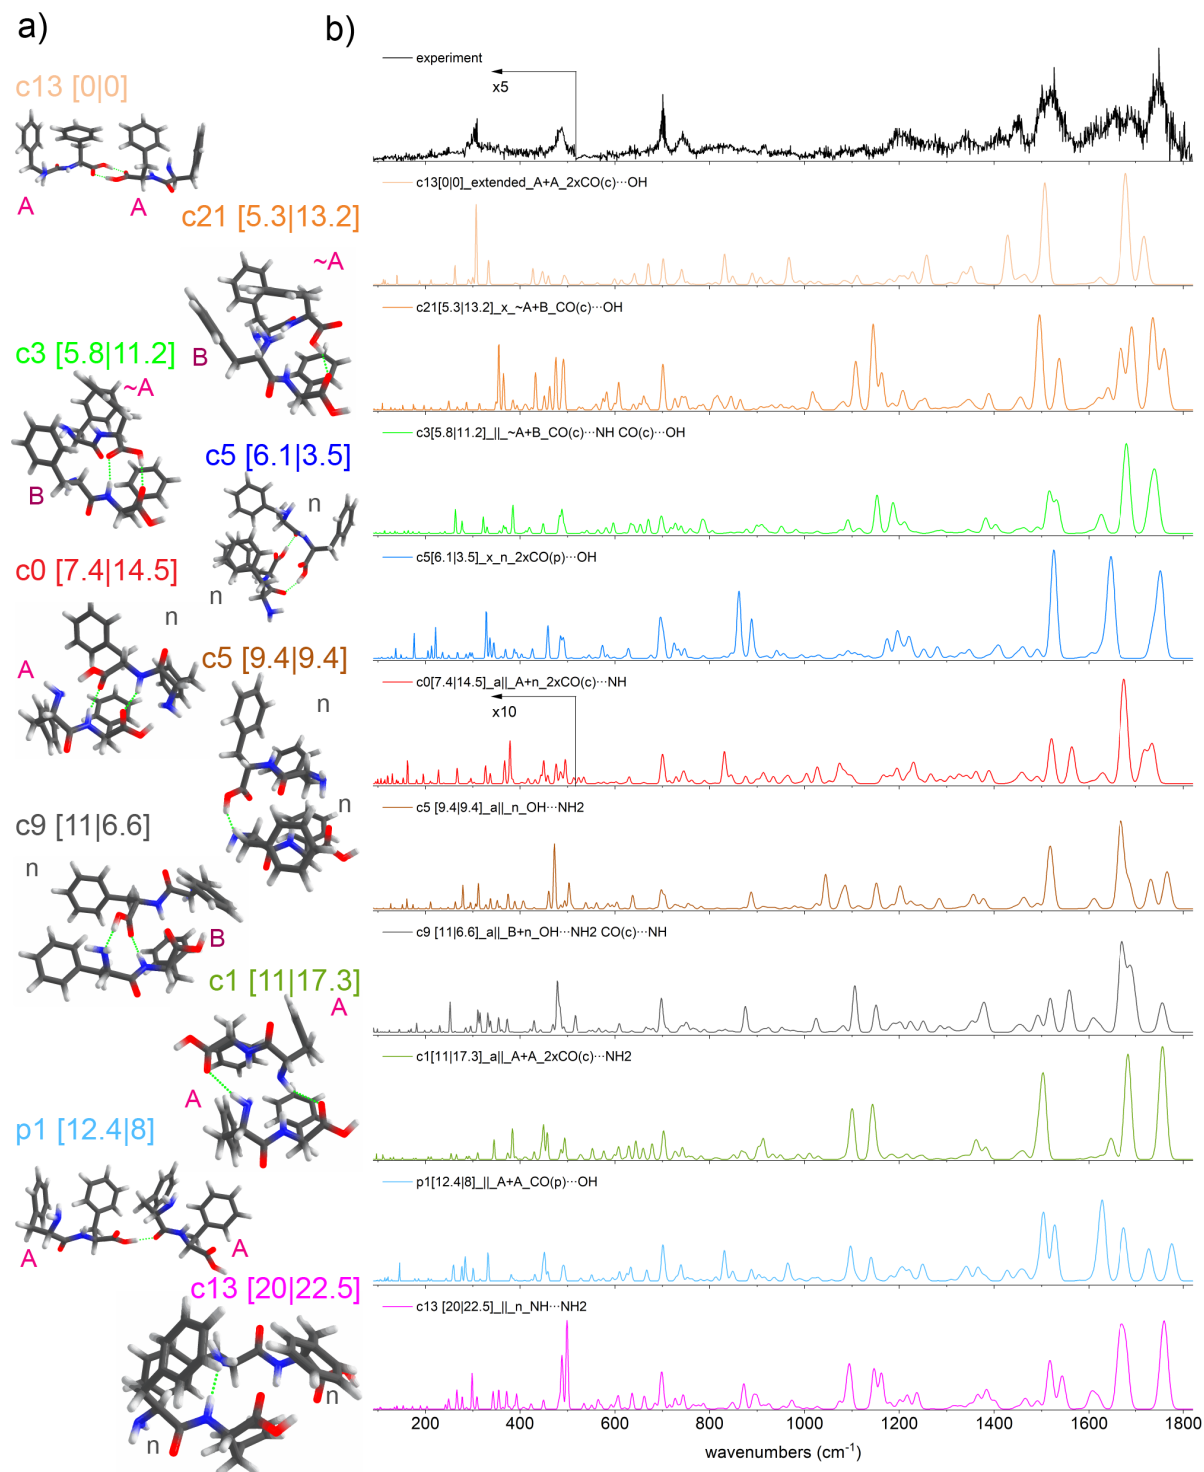 a)
b)
c13 [0|0]
A
A
c21 [5.3|13.2]
~A
B
c3 [5.8|11.2]
~A
B
c5 [6.1|3.5]
n
n
c0 [7.4|14.5]
n
A
c5 [9.4|9.4]
n
n
c9 [11|6.6]
n
B
c1 [11|17.3]
A
A
p1 [12.4|8]
A
A
c13 [20|22.5]
n
n
experiment
x5
c13[0|0]_extended_A+A_2xCO(c)···OH
c21[5.3|13.2]_x_~A+B_CO(c)···OH
c3[5.8|11.2]_||_~A+B_CO(c)···NH CO(c)···OH
c5[6.1|3.5]_x_n_2xCO(p)···OH
c0[7.4|14.5]_a||_A+n_2xCO(c)···NH
x10
c5 [9.4|9.4]_a||_n_OH···NH2
c9 [11|6.6]_a||_B+n_OH···NH2 CO(c)···NH
c1[11|17.3]_a||_A+A_2xCO(c)···NH2
p1[12.4|8]_||_A+A_CO(p)···OH
c13 [20|22.5]_||_n_NH···NH2
200 400 600 800 1000 1200 1400 1600 1800
wavenumbers (cm⁻¹)